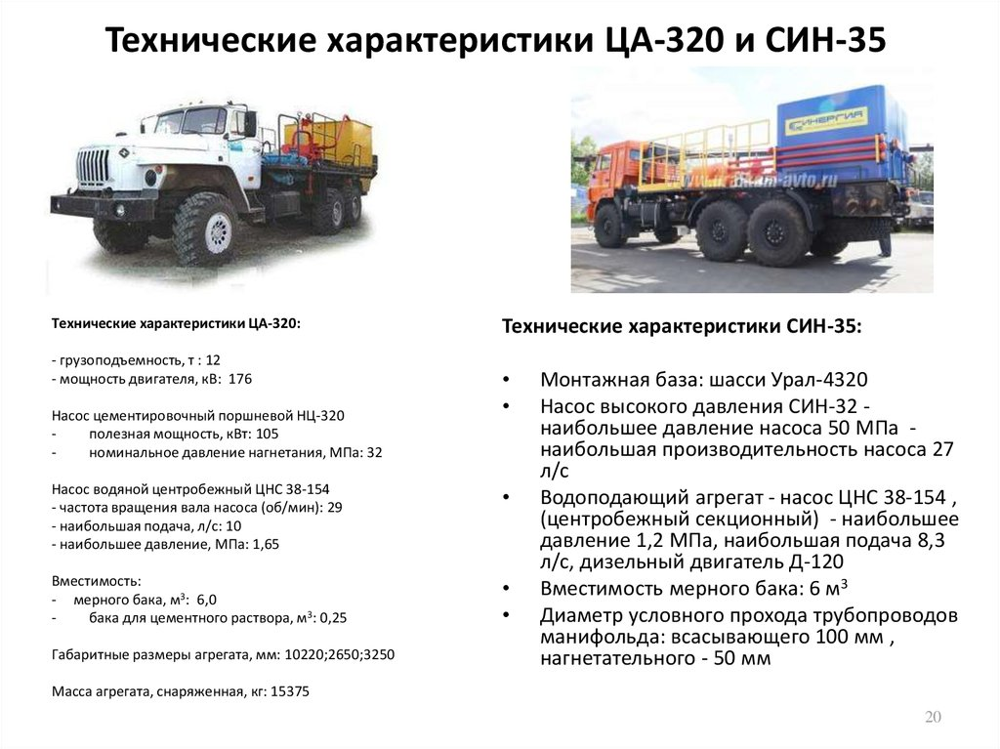 Технические характеристики ЦА-320 и СИН-35
СИНЕРГИЯ
Технические характеристики ЦА-320:
- грузоподъемность, т : 12
- мощность двигателя, кВ: 176
Насос цементировочный поршневой НЦ-320
- полезная мощность, кВт: 105
- номинальное давление нагнетания, МПа: 32
Насос водяной центробежный ЦНС 38-154
- частота вращения вала насоса (об/мин): 29
- наибольшая подача, л/с: 10
- наибольшее давление, МПа: 1,65
Вместимость:
- мерного бака, м³: 6,0
- бака для цементного раствора, м³: 0,25
Габаритные размеры агрегата, мм: 10220;2650;3250
Масса агрегата, снаряженная, кг: 15375
Технические характеристики СИН-35:
• Монтажная база: шасси Урал-4320
• Насос высокого давления СИН-32 -
наибольшее давление насоса 50 МПа -
наибольшая производительность насоса 27
л/с
• Водоподающий агрегат - насос ЦНС 38-154 ,
(центробежный секционный) - наибольшее
давление 1,2 МПа, наибольшая подача 8,3
л/с, дизельный двигатель Д-120
• Вместимость мерного бака: 6 м³
• Диаметр условного прохода трубопроводов
манифольда: всасывающего 100 мм ,
нагнетательного - 50 мм
20